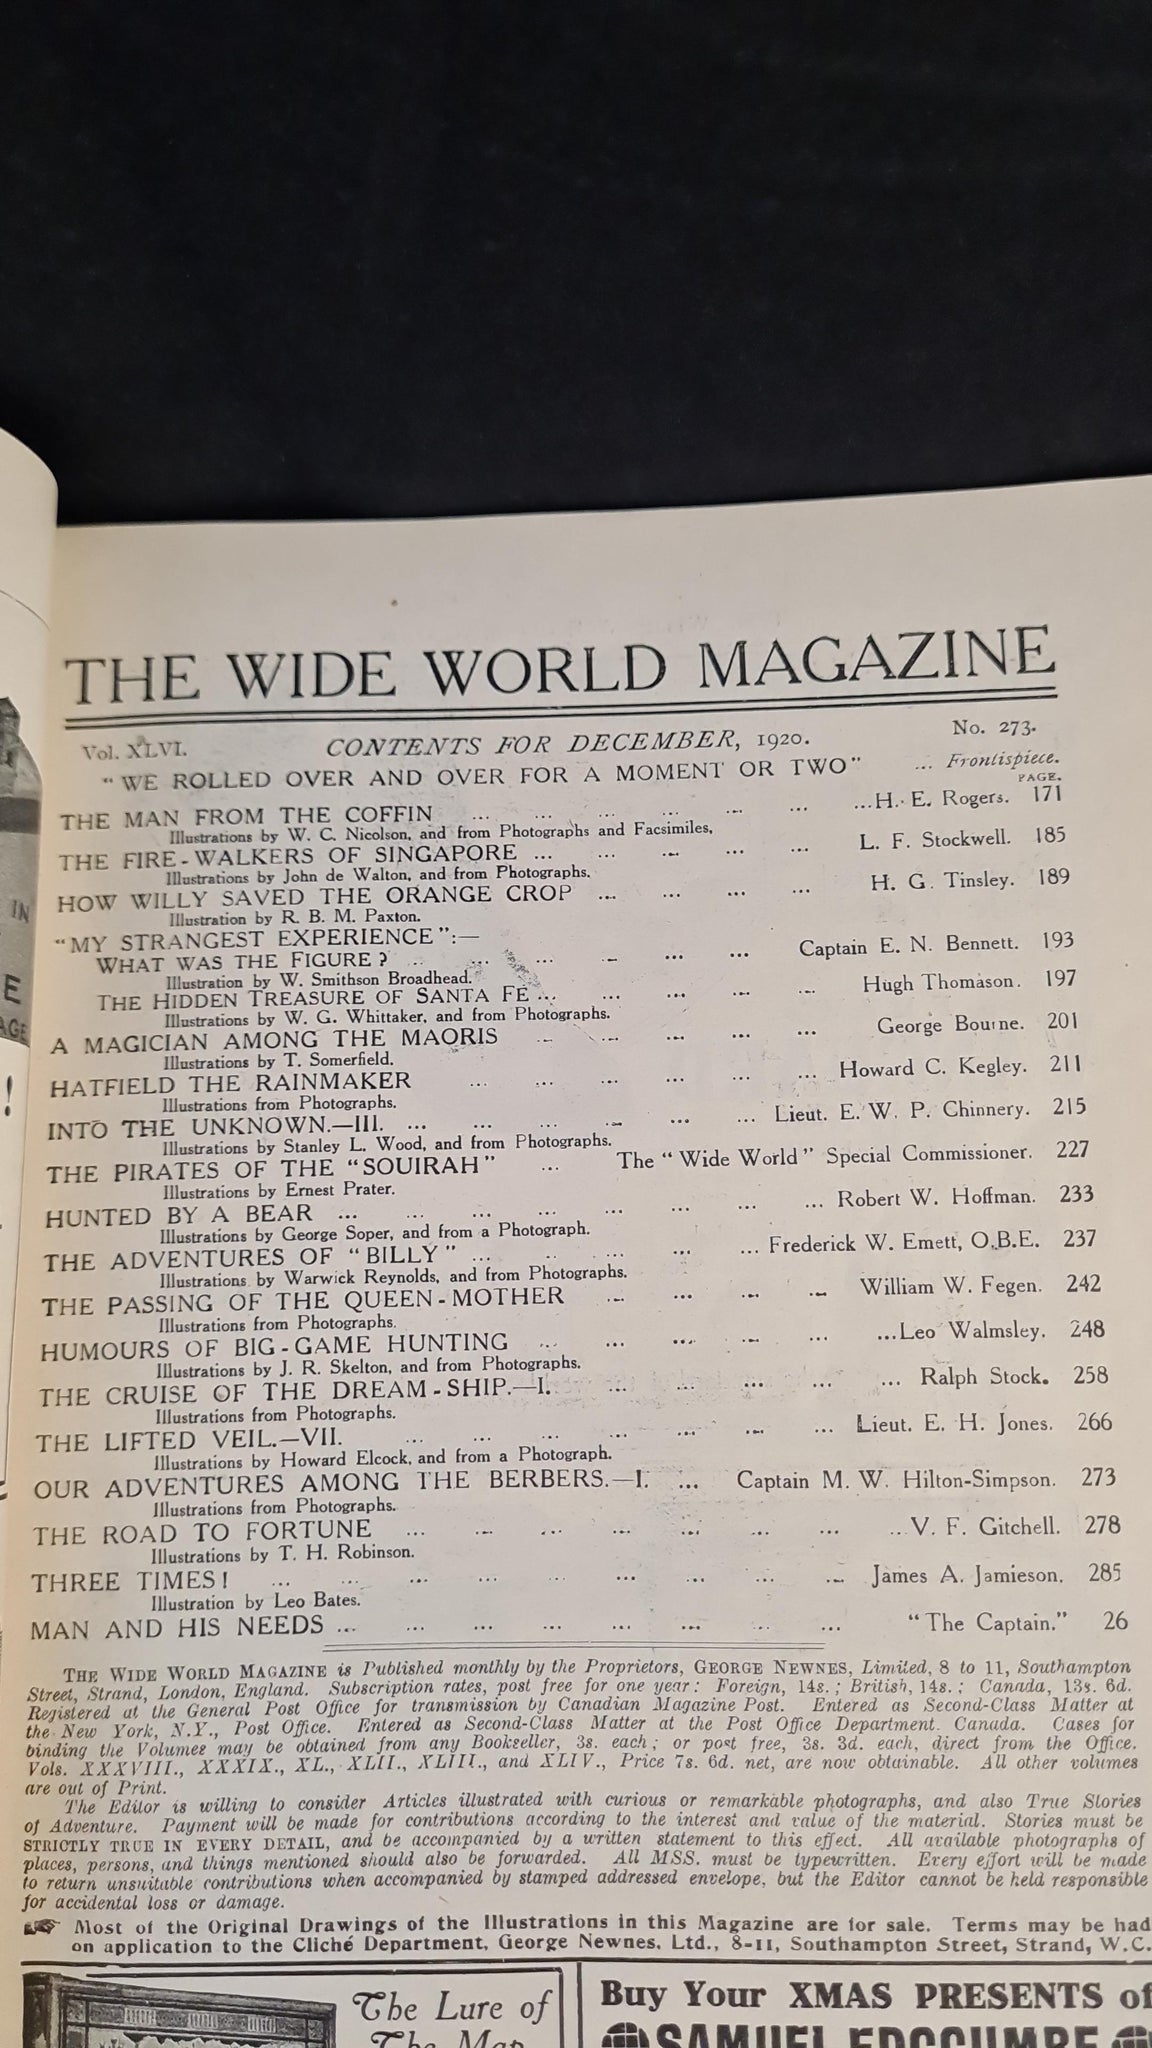 THE WIDE WORLD MAGAZINE
Vol. XLVI. CONTENTS FOR DECEMBER, 1920. No. 273.
"WE ROLLED OVER AND OVER FOR A MOMENT OR TWO" ... Frontispiece.
PAGE.
THE MAN FROM THE COFFIN ... ... ... ... ... ... ...H. E. Rogers. 171
Illustrations by W. C. Nicolson, and from Photographs and Facsimiles,
THE FIRE-WALKERS OF SINGAPORE ... ... ... ... ... L. F. Stockwell. 185
Illustrations by John de Walton, and from Photographs.
HOW WILLY SAVED THE ORANGE CROP ... ... ... ... H. G. Tinsley. 189
Illustration by R. B. M. Paxton.
"MY STRANGEST EXPERIENCE":—
WHAT WAS THE FIGURE? ... ... ... ... ... ... Captain E. N. Bennett. 193
Illustration by W. Smithson Broadhead.
THE HIDDEN TREASURE OF SANTA FE ... ... ... ... ... Hugh Thomason. 197
Illustrations by W. G. Whittaker, and from Photographs.
A MAGICIAN AMONG THE MAORIS ... ... ... ... ... George Bourne. 201
Illustrations by T. Somerfield.
HATFIELD THE RAINMAKER ... ... ... ... ... ... Howard C. Kegley. 211
Illustrations from Photographs.
INTO THE UNKNOWN.—III. ... ... ... ... ... ... Lieut. E. W. P. Chinnery. 215
Illustrations by Stanley L. Wood, and from Photographs.
THE PIRATES OF THE "SOUIRAH" ... The "Wide World" Special Commissioner. 227
Illustrations by Ernest Prater.
HUNTED BY A BEAR ... ... ... ... ... ... ... ... Robert W. Hoffman. 233
Illustrations by George Soper, and from a Photograph.
THE ADVENTURES OF "BILLY" ... ... ... ... ... Frederick W. Emett, O.B.E. 237
Illustrations by Warwick Reynolds, and from Photographs.
THE PASSING OF THE QUEEN-MOTHER ... ... ... ... William W. Fegen. 242
Illustrations from Photographs.
HUMOURS OF BIG-GAME HUNTING ... ... ... ... ... ...Leo Walmsley. 248
Illustrations by J. R. Skelton, and from Photographs.
THE CRUISE OF THE DREAM-SHIP.—I. ... ... ... ... ... Ralph Stock. 258
Illustrations from Photographs.
THE LIFTED VEIL.—VII. ... ... ... ... ... ... ... Lieut. E. H. Jones. 266
Illustrations by Howard Elcock, and from a Photograph.
OUR ADVENTURES AMONG THE BERBERS.—I. ... Captain M. W. Hilton-Simpson. 273
Illustrations from Photographs.
THE ROAD TO FORTUNE ... ... ... ... ... ... ... ...V. F. Gitchell. 278
Illustrations by T. H. Robinson.
THREE TIMES! ... ... ... ... ... ... ... ... ... James A. Jamieson. 285
Illustration by Leo Bates.
MAN AND HIS NEEDS ... ... ... ... ... ... ... ... "The Captain." 26
THE WIDE WORLD MAGAZINE is Published monthly by the Proprietors, GEORGE NEWNES, Limited, 8 to 11, Southampton
Street, Strand, London, England. Subscription rates, post free for one year: Foreign, 14s.; British, 14s.; Canada, 13s. 6d.
Registered at the General Post Office for transmission by Canadian Magazine Post. Entered as Second-Class Matter at
the New York, N.Y., Post Office. Entered as Second-Class Matter at the Post Office Department. Canada. Cases for
binding the Volumes may be obtained from any Bookseller, 3s. each; or post free, 3s. 3d. each, direct from the Office.
Vols. XXXVIII., XXXIX., XL., XLII., XLIII., and XLIV., Price 7s. 6d. net, are now obtainable. All other volumes
are out of Print.
The Editor is willing to consider Articles illustrated with curious or remarkable photographs, and also True Stories
of Adventure. Payment will be made for contributions according to the interest and value of the material. Stories must be
STRICTLY TRUE IN EVERY DETAIL, and be accompanied by a written statement to this effect. All available photographs of
places, persons, and things mentioned should also be forwarded. All MSS. must be typewritten. Every effort will be made
to return unsuitable contributions when accompanied by stamped addressed envelope, but the Editor cannot be held responsible
for accidental loss or damage.
Most of the Original Drawings of the Illustrations in this Magazine are for sale. Terms may be had
on application to the Cliché Department, George Newnes, Ltd., 8-11, Southampton Street, Strand, W.C.
The Lure of
The Map
Buy Your XMAS PRESENTS of
SAMUEL EDGCUMBE
IN
E
AGE
!